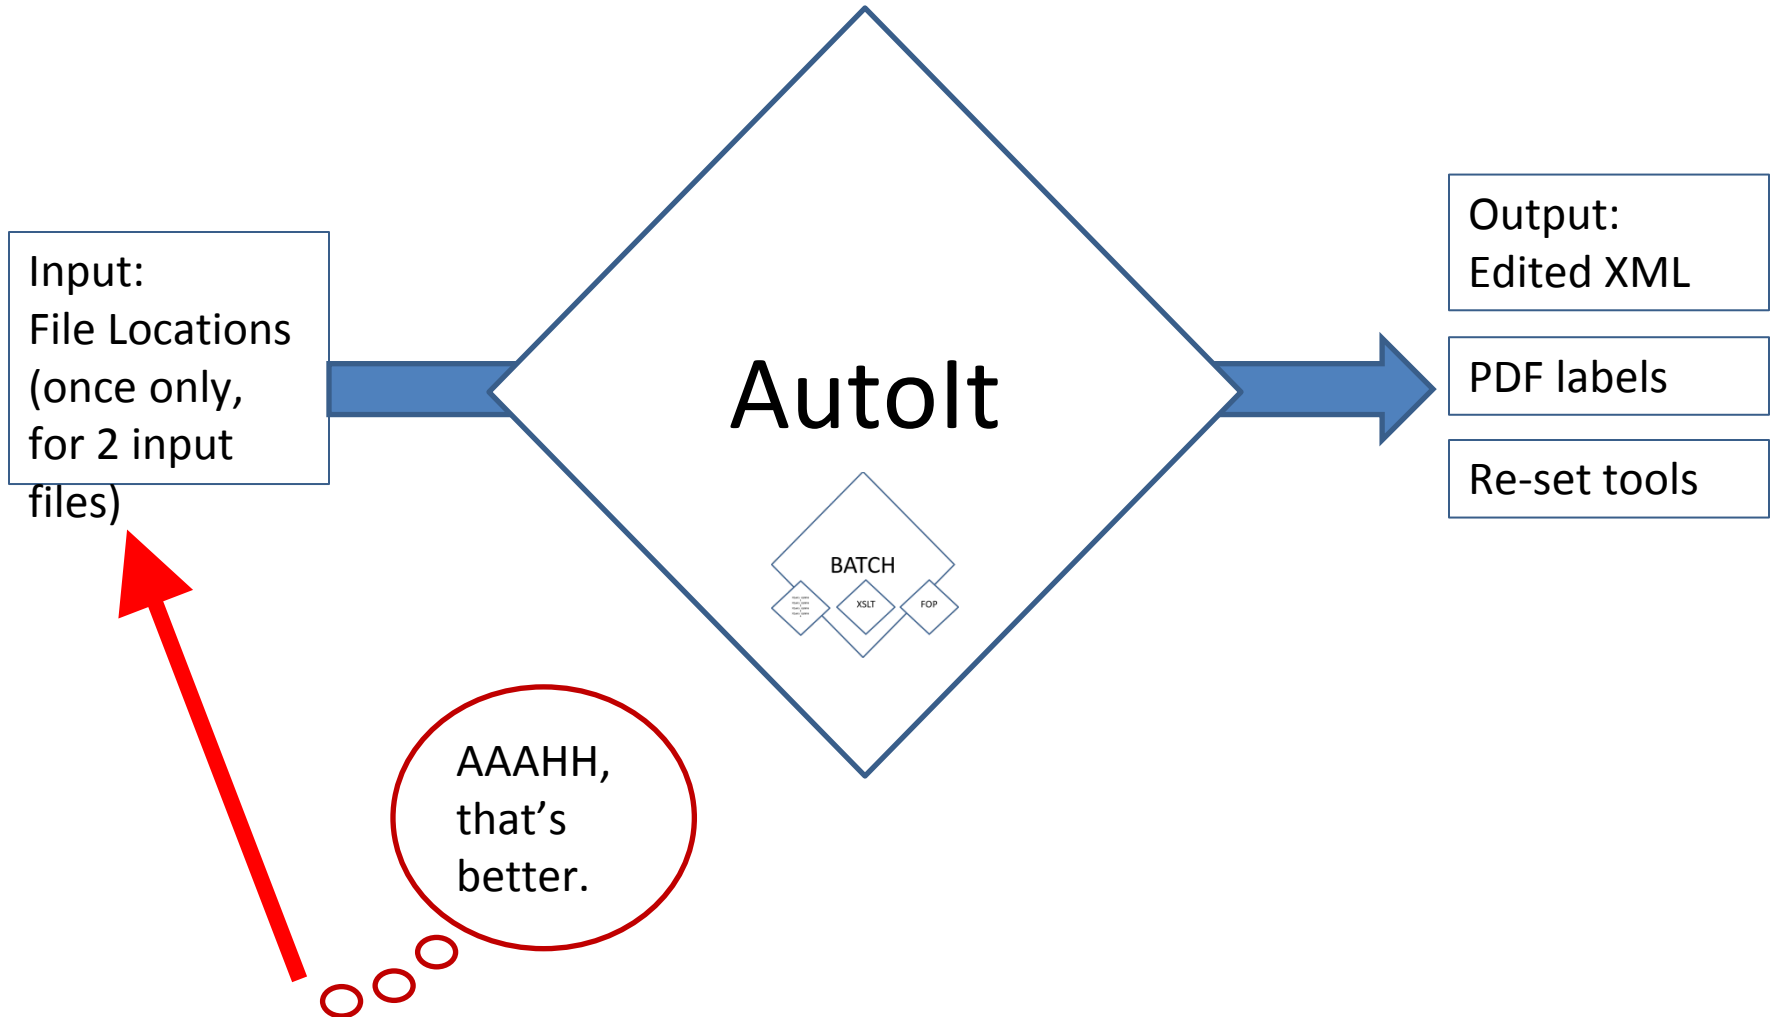 Input:
File Locations
(once only,
for 2 input
files)
AutoIt
BATCH
XSLT
FOP
Output:
Edited XML
PDF labels
Re-set tools
AAAHH,
that’s
better.